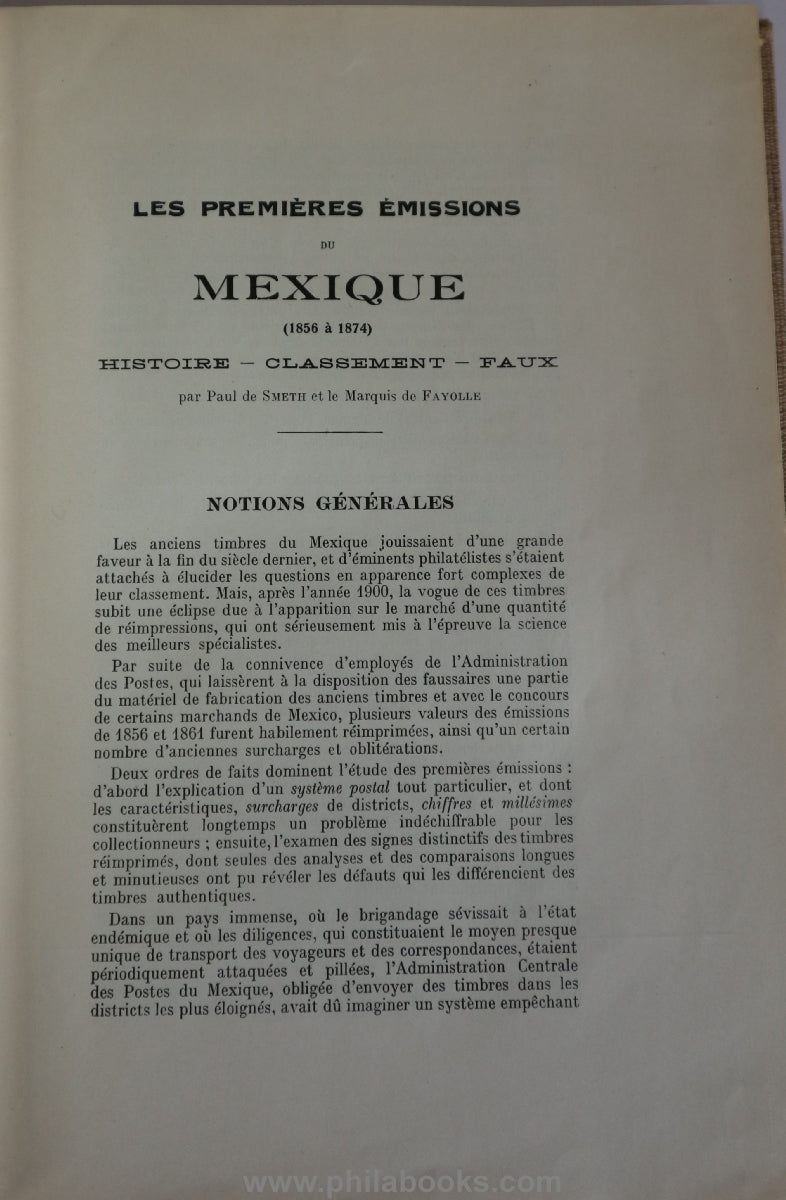 LES PREMIÈRES ÉMISSIONS
DU
MEXIQUE
(1856 à 1874)
HISTOIRE – CLASSEMENT – FAUX
par Paul de SMETH et le Marquis de FAYOLLE
NOTIONS GÉNÉRALES
Les anciens timbres du Mexique jouissaient d'une grande
faveur à la fin du siècle dernier, et d'éminents philatélistes s'étaient
attachés à élucider les questions en apparence fort complexes de
leur classement. Mais, après l'année 1900, la vogue de ces timbres
subit une éclipse due à l'apparition sur le marché d'une quantité
de réimpressions, qui ont sérieusement mis à l'épreuve la science
des meilleurs spécialistes.
Par suite de la connivence d'employés de l'Administration
des Postes, qui laissèrent à la disposition des faussaires une partie
du matériel de fabrication des anciens timbres et avec le concours
de certains marchands de Mexico, plusieurs valeurs des émissions
de 1856 et 1861 furent habilement réimprimées, ainsi qu'un certain
nombre d'anciennes surcharges et oblitérations.
Deux ordres de faits dominent l'étude des premières émissions :
d'abord l'explication d'un système postal tout particulier, et dont
les caractéristiques, surcharges de districts, chiffres et millésimes
constituèrent longtemps un problème indéchiffrable pour les
collectionneurs ; ensuite, l'examen des signes distinctifs des timbres
réimprimés, dont seules des analyses et des comparaisons longues
et minutieuses ont pu révéler les défauts qui les différencient des
timbres authentiques.
Dans un pays immense, où le brigandage sévissait à l'état
endémique et où les diligences, qui constituaient le moyen presque
unique de transport des voyageurs et des correspondances, étaient
périodiquement attaquées et pillées, l'Administration Centrale
des Postes du Mexique, obligée d'envoyer des timbres dans les
districts les plus éloignés, avait dû imaginer un système empêchant
www.philabooks.com